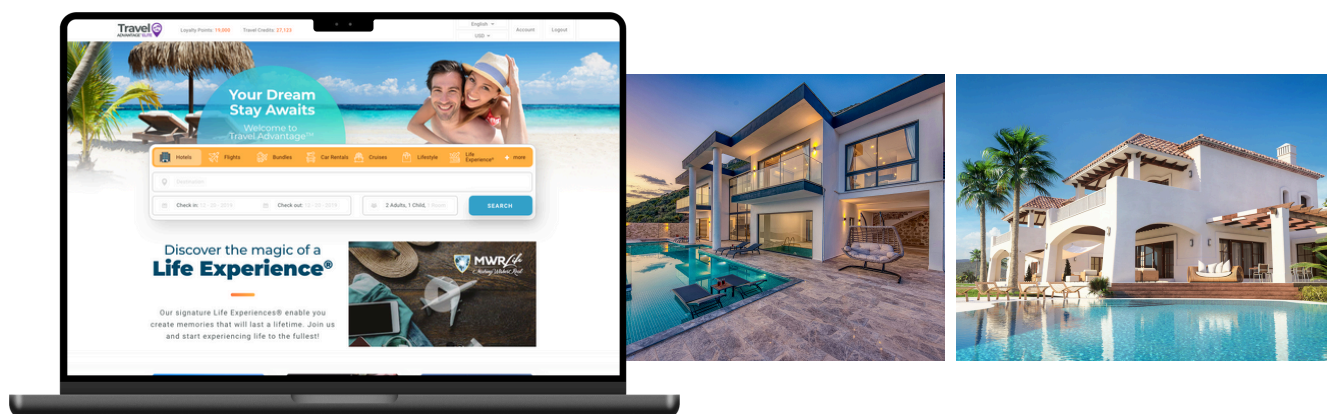 Travel
ADVANTAGE SUITE
Loyalty Points: 19,000
Travel Credits: 27,123
English
USD
Account
Logout
Your Dream
Stay Awaits
Welcome to
Travel Advantage™
Hotels
Flights
Bundles
Car Rentals
Cruises
Lifestyle
Life
Experience®
+ more
Destination
Check in
Check out
2 Adults, 1 Child,
SEARCH
Discover the magic of a
Life Experience®
MWRLife
Our signature Life Experiences® enable you
create memories that will last a lifetime. Join us
and start experiencing life to the fullest!